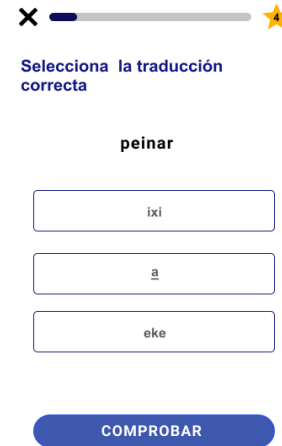 4
Selecciona  la traducción
correcta
peinar
ixi
a̲
eke
COMPROBAR